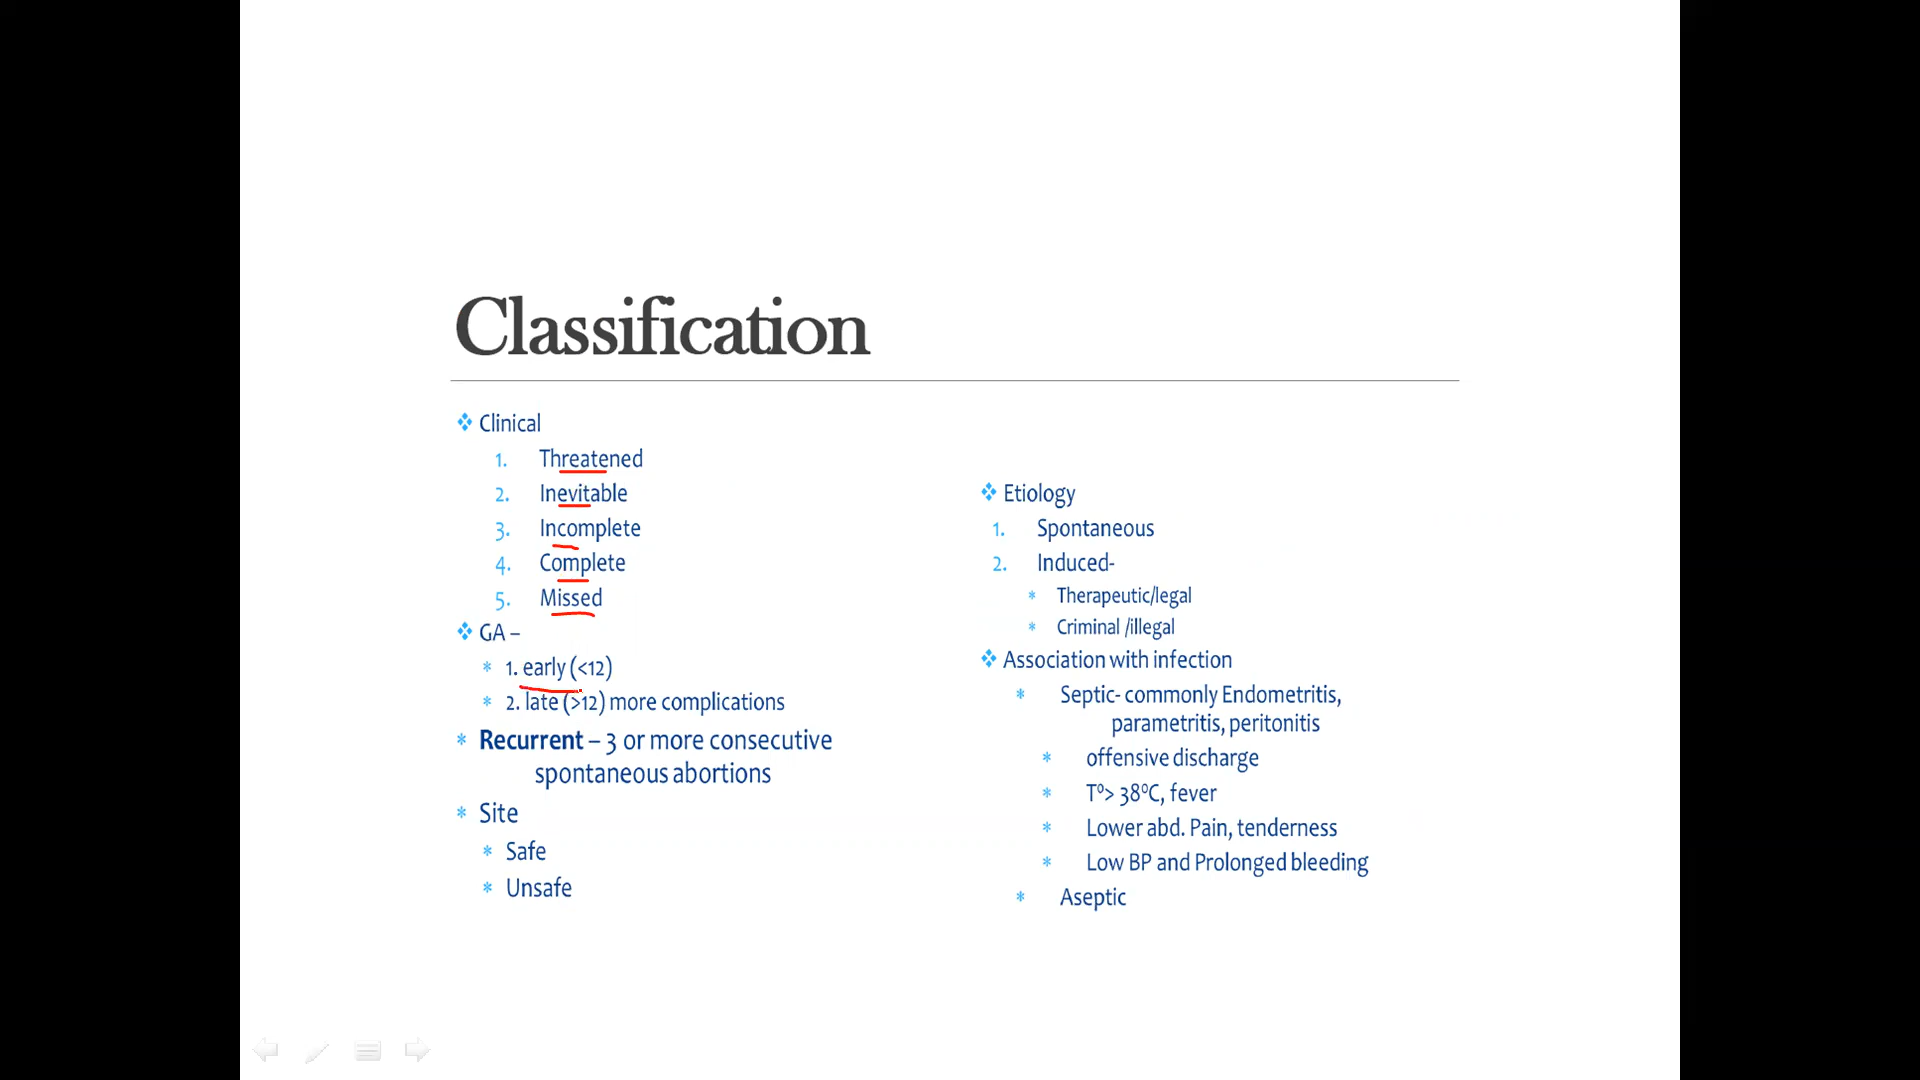 Classification
Clinical
1. Threatened
2. Inevitable
3. Incomplete
4. Complete
5. Missed
GA –
1. early (<12)
2. late (>12) more complications
Recurrent – 3 or more consecutive
spontaneous abortions
Site
Safe
Unsafe
Etiology
1. Spontaneous
2. Induced-
Therapeutic/legal
Criminal /illegal
Association with infection
Septic- commonly Endometritis,
parametritis, peritonitis
offensive discharge
T⁰> 38⁰C, fever
Lower abd. Pain, tenderness
Low BP and Prolonged bleeding
Aseptic